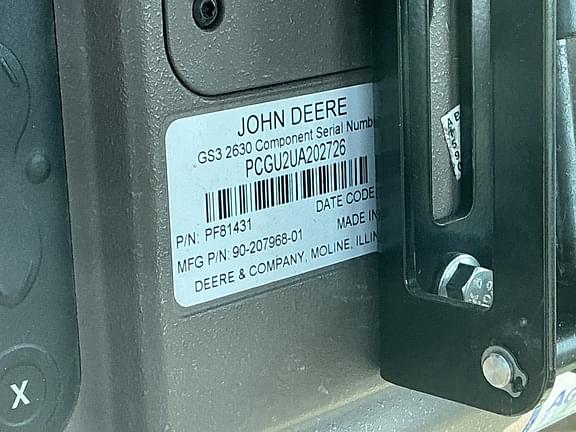 JOHN DEERE
GS3 2630 Component Serial Numb
PCGU2UA202726
DATE CODE
P/N: PF81431
MADE IN
MFG P/N: 90-207968-01
DEERE & COMPANY, MOLINE, ILLIN
X